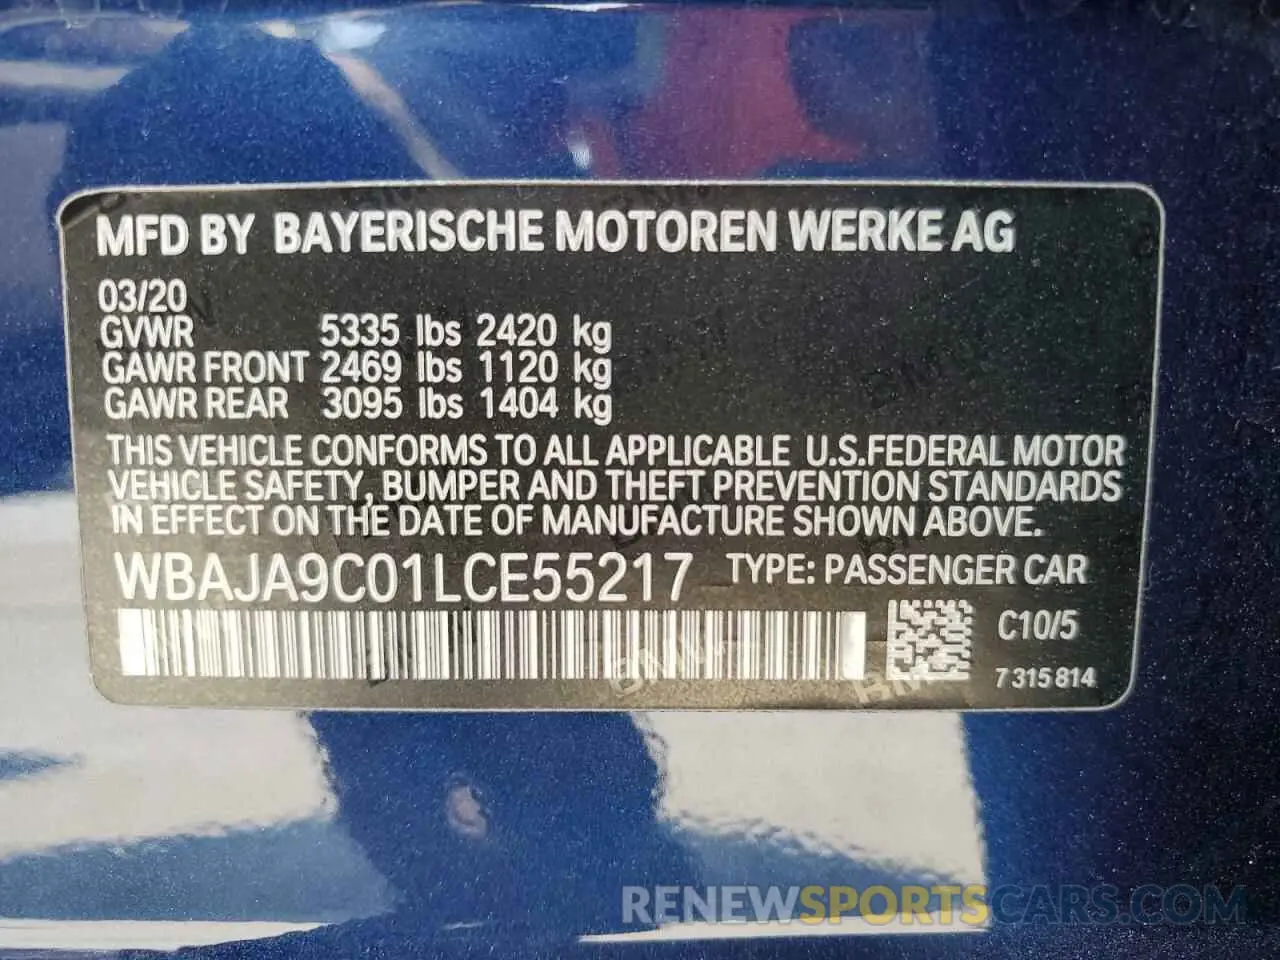 MFD BY BAYERISCHE MOTOREN WERKE AG
03/20
GVWR 5335 lbs 2420 kg
GAWR FRONT 2469 lbs 1120 kg
GAWR REAR 3095 lbs 1404 kg
THIS VEHICLE CONFORMS TO ALL APPLICABLE U.S.FEDERAL MOTOR
VEHICLE SAFETY, BUMPER AND THEFT PREVENTION STANDARDS
IN EFFECT ON THE DATE OF MANUFACTURE SHOWN ABOVE.
WBAJA9C01LCE55217 TYPE: PASSENGER CAR
C10/5
7315814
RENEWSPORTSCARS.COM